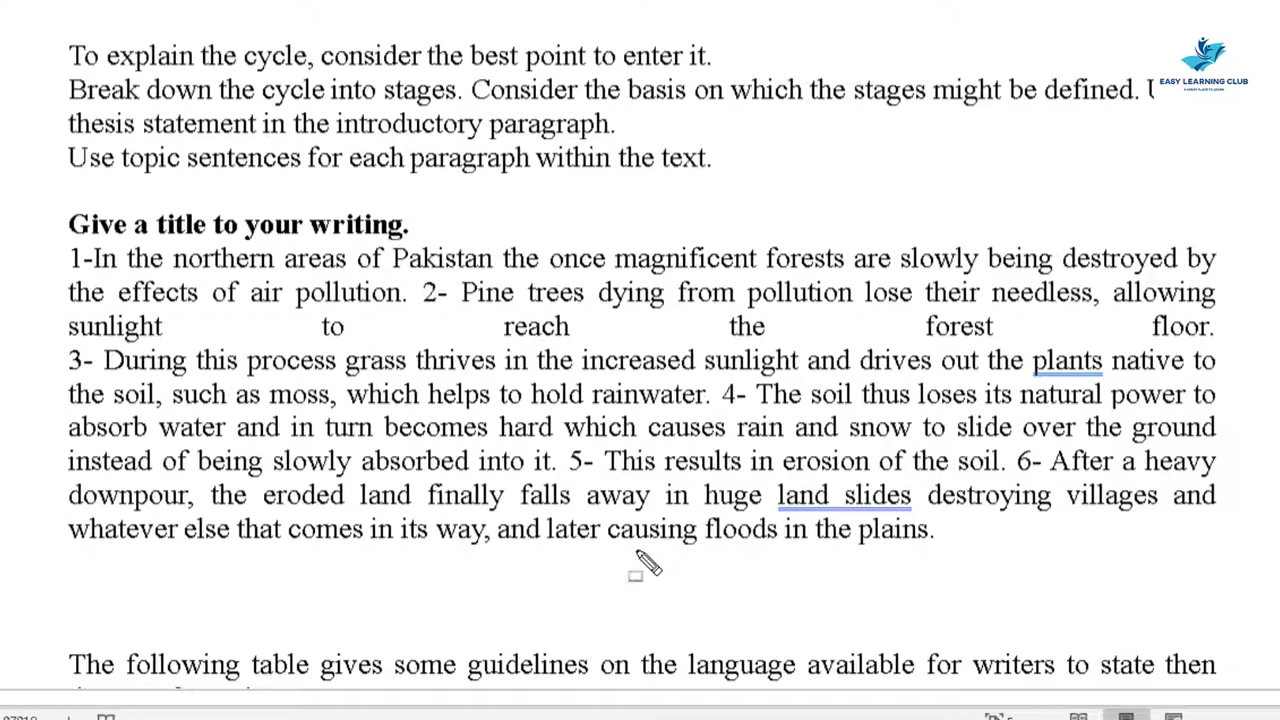 To explain the cycle, consider the best point to enter it.
Break down the cycle into stages. Consider the basis on which the stages might be defined.
thesis statement in the introductory paragraph.
Use topic sentences for each paragraph within the text.
EASY LEARNING CLUB
Give a title to your writing.
1-In the northern areas of Pakistan the once magnificent forests are slowly being destroyed by
the effects of air pollution. 2- Pine trees dying from pollution lose their needless, allowing
sunlight to reach the forest floor.
3- During this process grass thrives in the increased sunlight and drives out the plants native to
the soil, such as moss, which helps to hold rainwater. 4- The soil thus loses its natural power to
absorb water and in turn becomes hard which causes rain and snow to slide over the ground
instead of being slowly absorbed into it. 5- This results in erosion of the soil. 6- After a heavy
downpour, the eroded land finally falls away in huge land slides destroying villages and
whatever else that comes in its way, and later causing floods in the plains.
The following table gives some guidelines on the language available for writers to state then